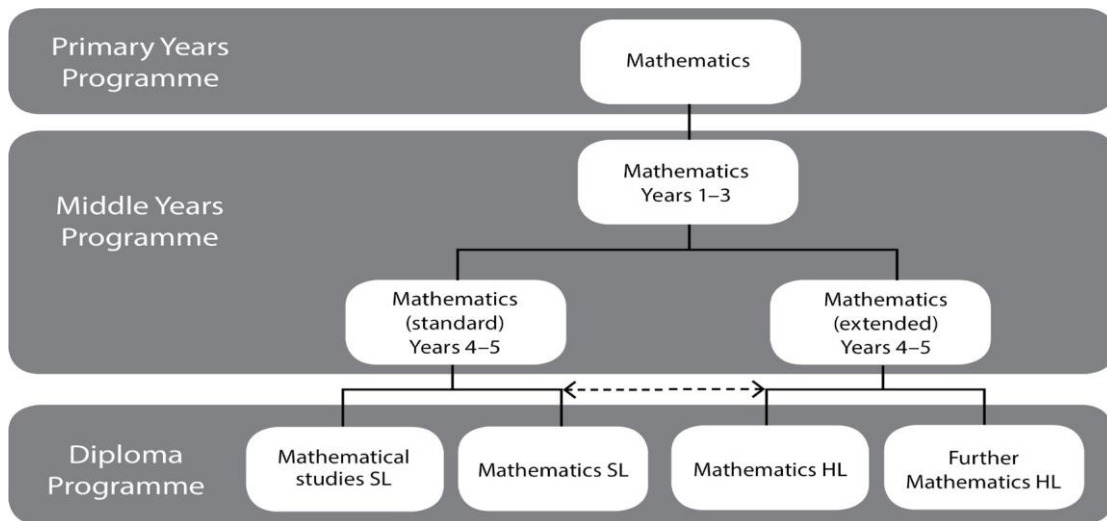 Primary Years
Programme
Mathematics
Middle Years
Programme
Mathematics
Years 1–3
Mathematics
(standard)
Years 4–5
Mathematics
(extended)
Years 4–5
Diploma
Programme
Mathematical
studies SL
Mathematics SL
Mathematics HL
Further
Mathematics HL